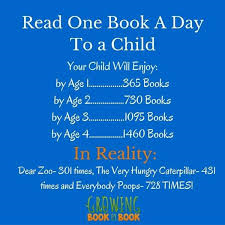 Read One Book A Day
To a Child
Your Child Will Enjoy:
by Age 1................365 Books
by Age 2................730 Books
by Age 3................1095 Books
by Age 4................1460 Books
In Reality:
Dear Zoo- 301 times, The Very Hungry Caterpillar- 431
times and Everybody Poops- 728 TIMES!
GROWING
BOOK BY BOOK